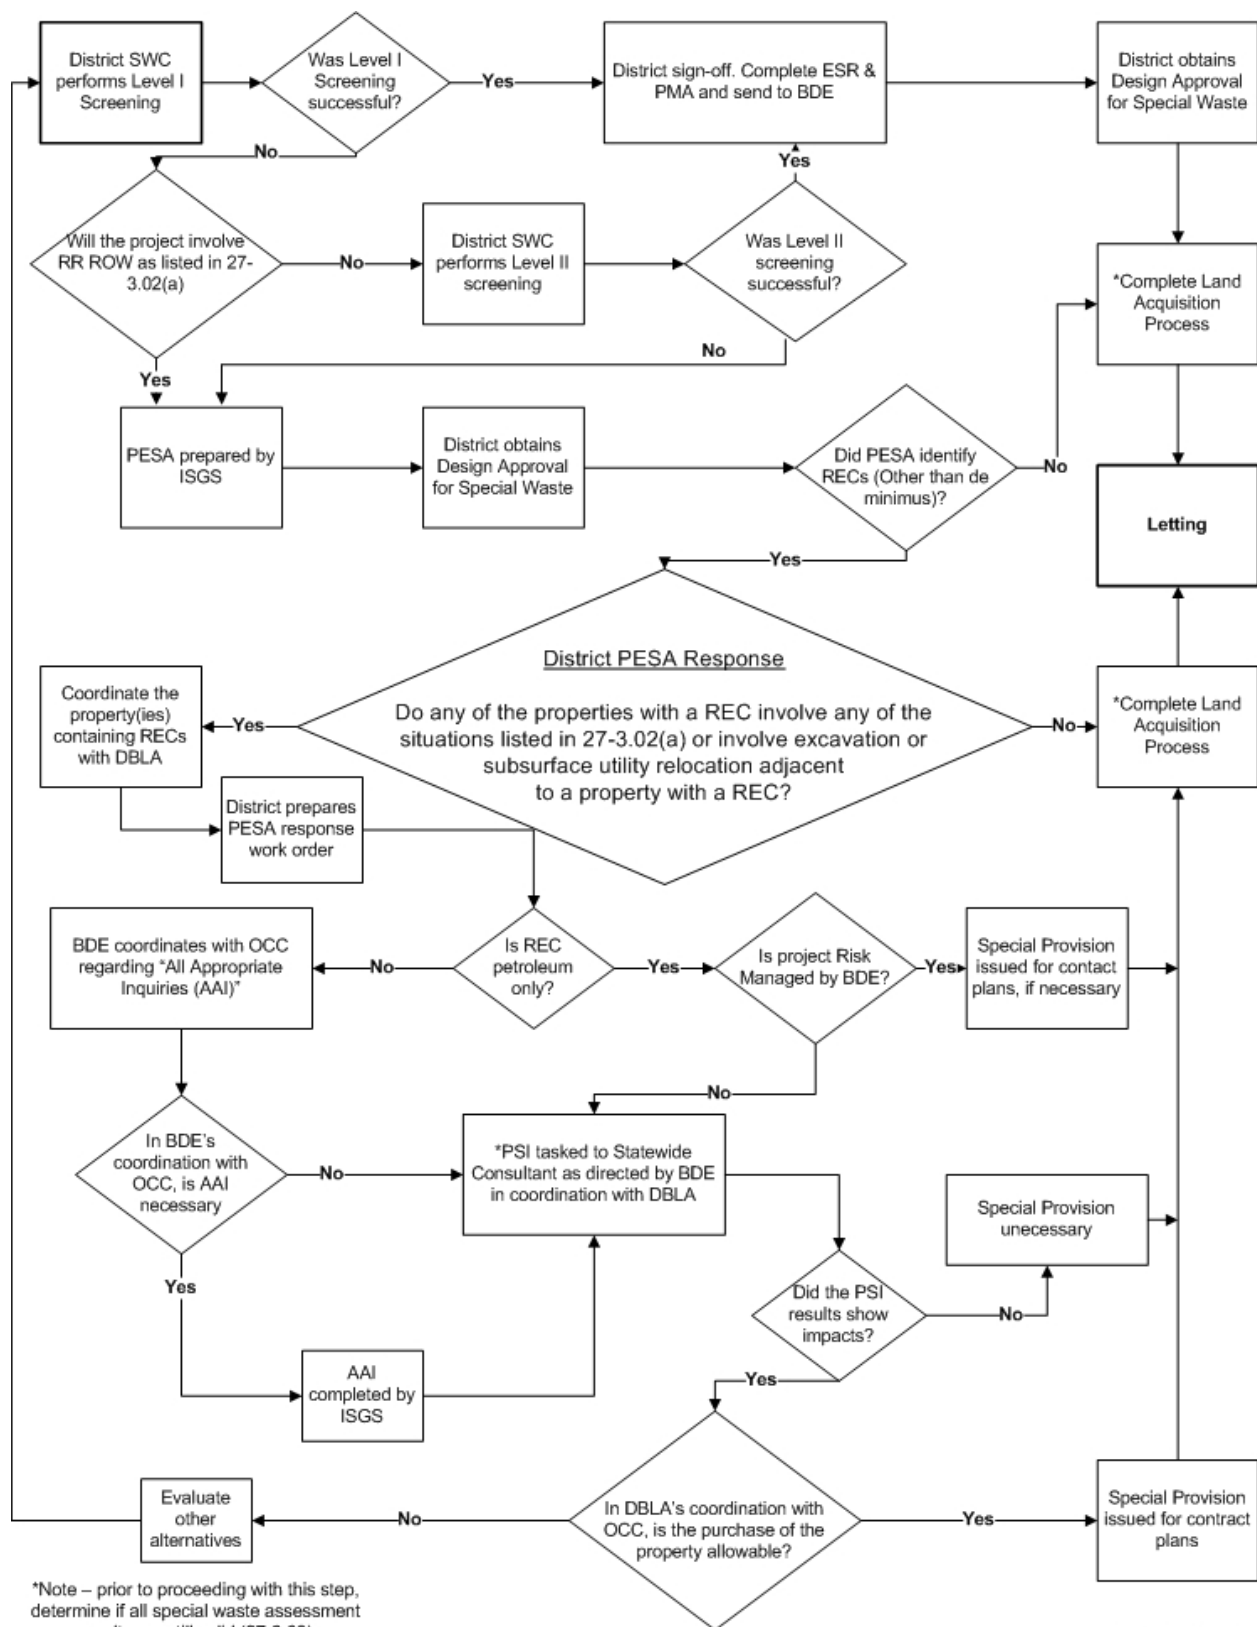 District SWC
performs Level I
Screening
Was Level I
Screening
successful?
Yes
District sign-off. Complete ESR &
PMA and send to BDE
District obtains
Design Approval
for Special Waste
No
Yes
Will the project involve
RR ROW as listed in 27-
3.02(a)
No
District SWC
performs Level II
screening
Was Level II
screening
successful?
*Complete Land
Acquisition
Process
No
Yes
PESA prepared by
ISGS
District obtains
Design Approval
for Special Waste
Did PESA identify
RECs (Other than de
minimus)?
No
Letting
Yes
District PESA Response
Do any of the properties with a REC involve any of the
situations listed in 27-3.02(a) or involve excavation or
subsurface utility relocation adjacent
to a property with a REC?
Coordinate the
property(ies)
containing RECs
with DBLA
Yes
No
*Complete Land
Acquisition
Process
District prepares
PESA response
work order
BDE coordinates with OCC
regarding “All Appropriate
Inquiries (AAI)”
No
Is REC
petroleum
only?
Yes
Is project Risk
Managed by BDE?
Yes
Special Provision
issued for contact
plans, if necessary
No
In BDE's
coordination with
OCC, is AAI
necessary
No
*PSI tasked to Statewide
Consultant as directed by BDE
in coordination with DBLA
Special Provision
unecessary
Yes
Did the PSI
results show
impacts?
No
AAI
completed by
ISGS
Yes
Evaluate
other
alternatives
No
In DBLA's coordination with
OCC, is the purchase of the
property allowable?
Yes
Special Provision
issued for contract
plans
*Note – prior to proceeding with this step,
determine if all special waste assessment